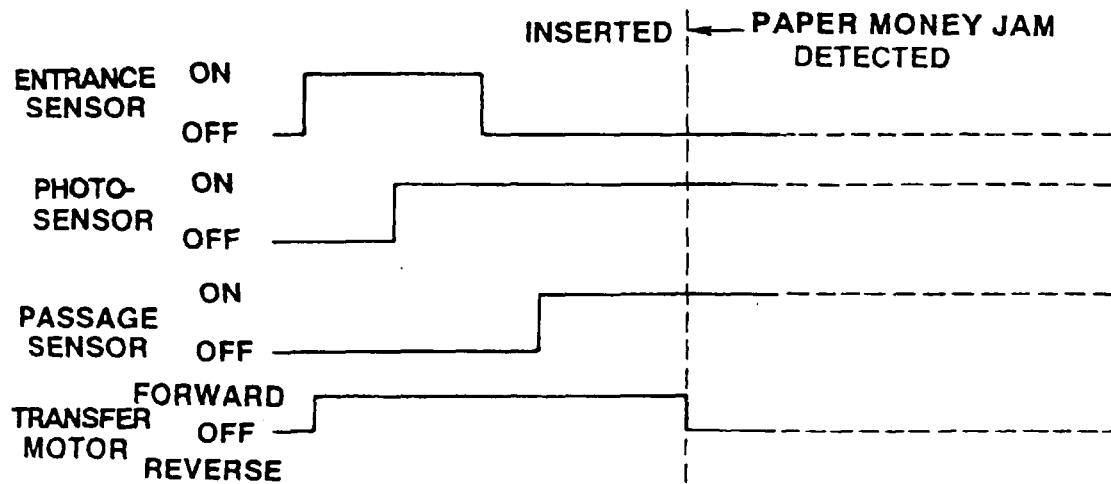 INSERTED
PAPER MONEY JAM
DETECTED
ENTRANCE
SENSOR
ON
OFF
PHOTO-
SENSOR
ON
OFF
PASSAGE
SENSOR
ON
OFF
TRANSFER
MOTOR
FORWARD
OFF
REVERSE